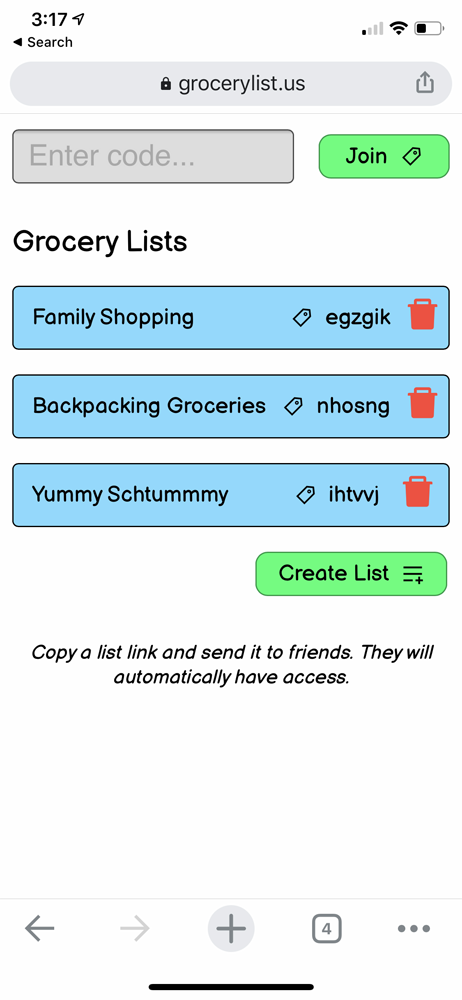 3:17
Search
grocerylist.us
Enter code...
Join
Grocery Lists
Family Shopping egzgik
Backpacking Groceries nhosng
Yummy Schtummmy ihtvvj
Create List
Copy a list link and send it to friends. They will
automatically have access.
4